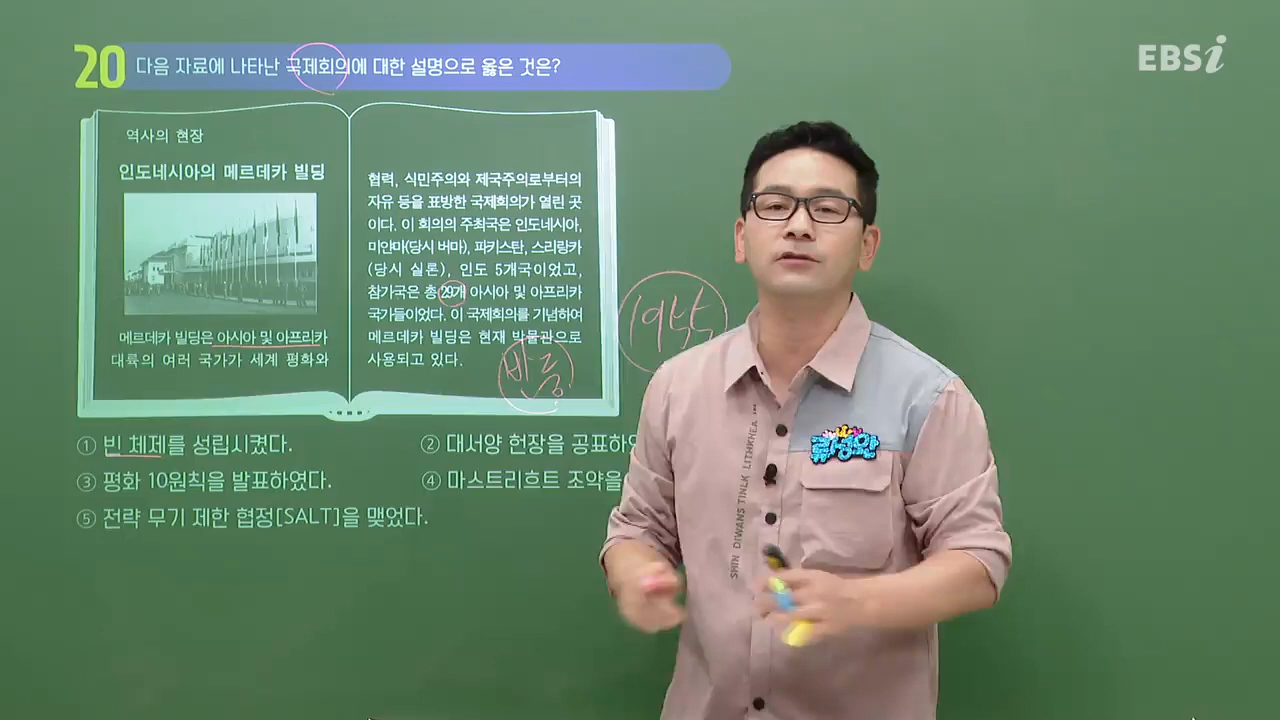 20 다음 자료에 나타난 국제회의에 대한 설명으로 옳은 것은?
EBSi
역사의 현장
인도네시아의 메르데카 빌딩
메르데카 빌딩은 아시아 및 아프리카
대륙의 여러 국가가 세계 평화와
협력, 식민주의와 제국주의로부터의
자유 등을 표방한 국제회의가 열린 곳
이다. 이 회의의 주최국은 인도네시아,
미얀마(당시 버마), 파키스탄, 스리랑카
(당시 실론), 인도 5개국이었고,
참가국은 총 29개 아시아 및 아프리카
국가들이었다. 이 국제회의를 기념하여
메르데카 빌딩은 현재 박물관으로
사용되고 있다.
반둥
1955
① 빈 체제를 성립시켰다.
② 대서양 헌장을 공표하
③ 평화 10원칙을 발표하였다.
④ 마스트리흐트 조약을
⑤ 전략 무기 제한 협정[SALT]을 맺었다.
류성완
SHIN DIWANS TINLK LITHKHEA